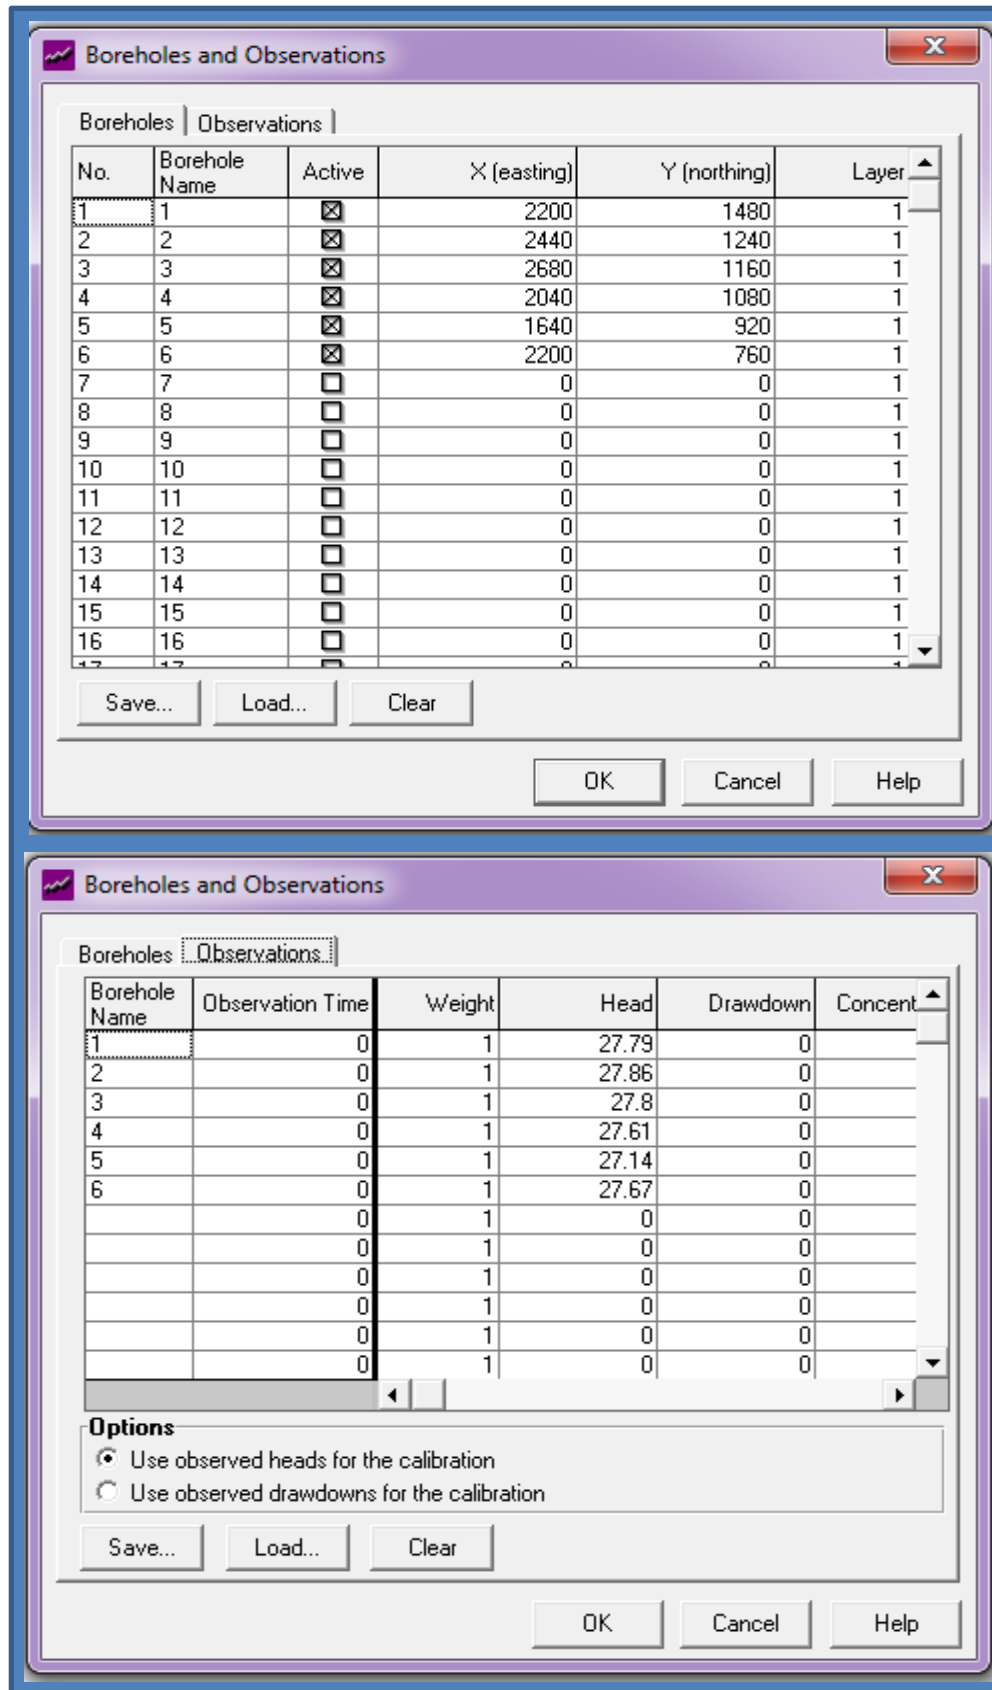 Boreholes and Observations
Boreholes Observations
No. Borehole Name Active X (easting) Y (northing) Layer
1 1 2200 1480 1
2 2 2440 1240 1
3 3 2680 1160 1
4 4 2040 1080 1
5 5 1640 920 1
6 6 2200 760 1
7 7 0 0 1
8 8 0 0 1
9 9 0 0 1
10 10 0 0 1
11 11 0 0 1
12 12 0 0 1
13 13 0 0 1
14 14 0 0 1
15 15 0 0 1
16 16 0 0 1
17 17 0 0 1
Save... Load... Clear
OK Cancel Help
Boreholes and Observations
Boreholes Observations
Borehole Name Observation Time Weight Head Drawdown Concent
1 0 1 27.79 0
2 0 1 27.86 0
3 0 1 27.8 0
4 0 1 27.61 0
5 0 1 27.14 0
6 0 1 27.67 0
0 1 0 0
0 1 0 0
0 1 0 0
0 1 0 0
0 1 0 0
0 1 0 0
Options
Use observed heads for the calibration
Use observed drawdowns for the calibration
Save... Load... Clear
OK Cancel Help